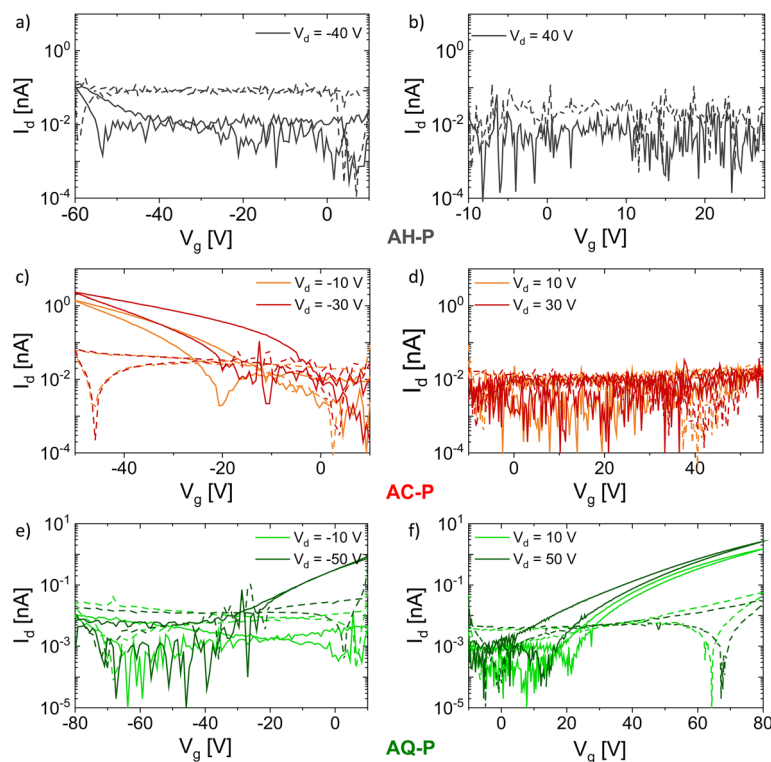 a)
V_d = -40 V
10^0
10^-2
10^-4
I_d [nA]
-60 -40 -20 0
V_g [V]
b)
V_d = 40 V
10^0
10^-2
10^-4
I_d [nA]
-10 0 10 20
V_g [V]
AH-P
c)
V_d = -10 V
V_d = -30 V
10^0
10^-2
10^-4
I_d [nA]
-40 -20 0
V_g [V]
d)
V_d = 10 V
V_d = 30 V
10^0
10^-2
10^-4
I_d [nA]
0 20 40
V_g [V]
AC-P
e)
V_d = -10 V
V_d = -50 V
10^1
10^-1
10^-3
10^-5
I_d [nA]
-80 -60 -40 -20 0
V_g [V]
f)
V_d = 10 V
V_d = 50 V
10^1
10^-1
10^-3
10^-5
I_d [nA]
0 20 40 60 80
V_g [V]
AQ-P